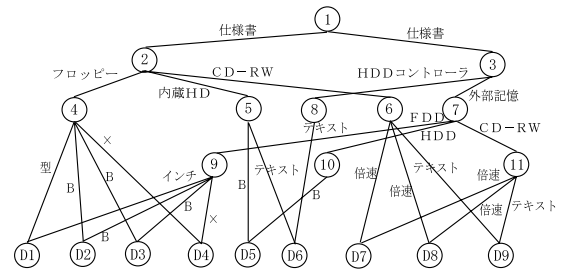 1
仕様書 仕様書
2 3
フロッピー CD-RW HDDコントローラ
内蔵HD 外部記憶
4 5 8 6 7
FDD
テキスト HDD CD-RW
×
9 10 11
型 B B インチ B テキスト B 倍速 倍速 テキスト 倍速 倍速 テキスト
B B ×
D1 D2 D3 D4 D5 D6 D7 D8 D9